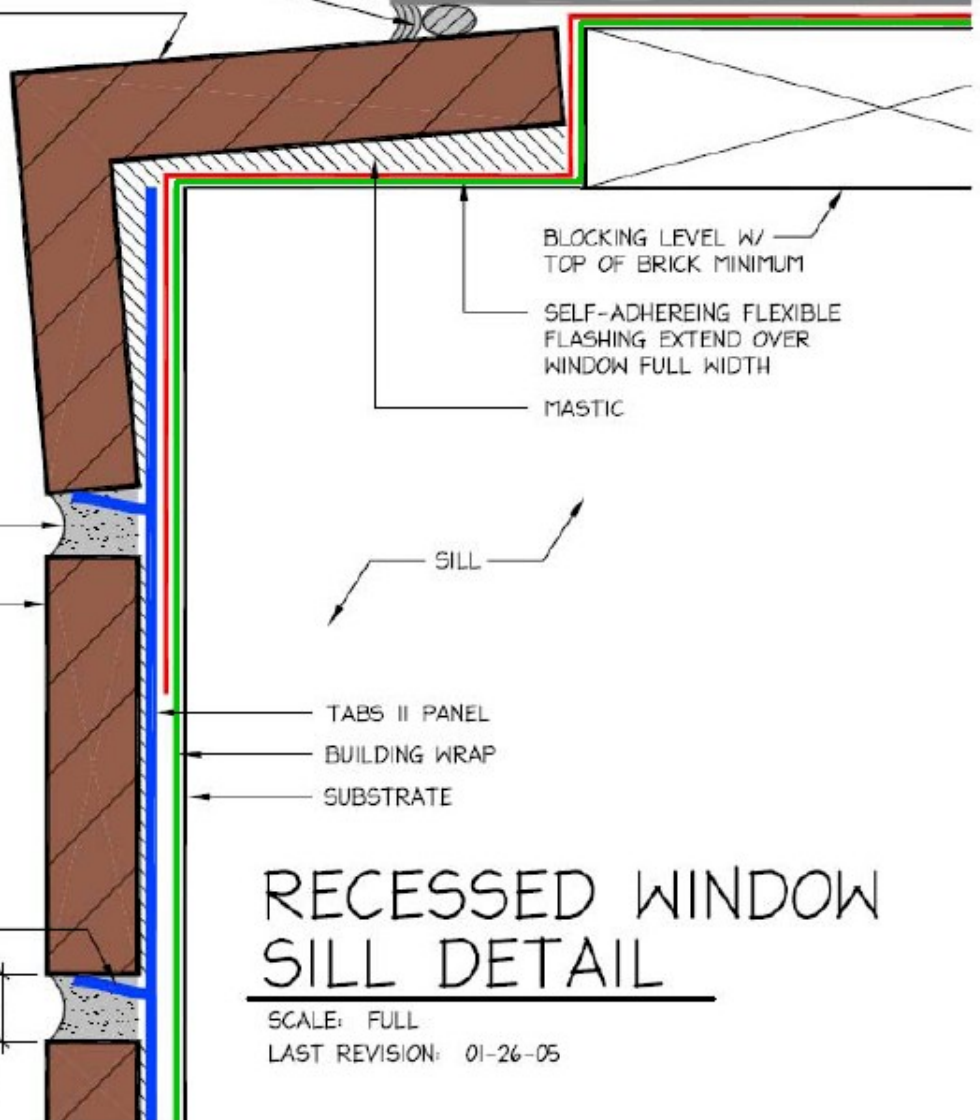 BLOCKING LEVEL W/
TOP OF BRICK MINIMUM
SELF-ADHEREING FLEXIBLE
FLASHING EXTEND OVER
WINDOW FULL WIDTH
MASTIC
SILL
TABS II PANEL
BUILDING WRAP
SUBSTRATE
RECESSED WINDOW
SILL DETAIL
SCALE: FULL
LAST REVISION: 01-26-05